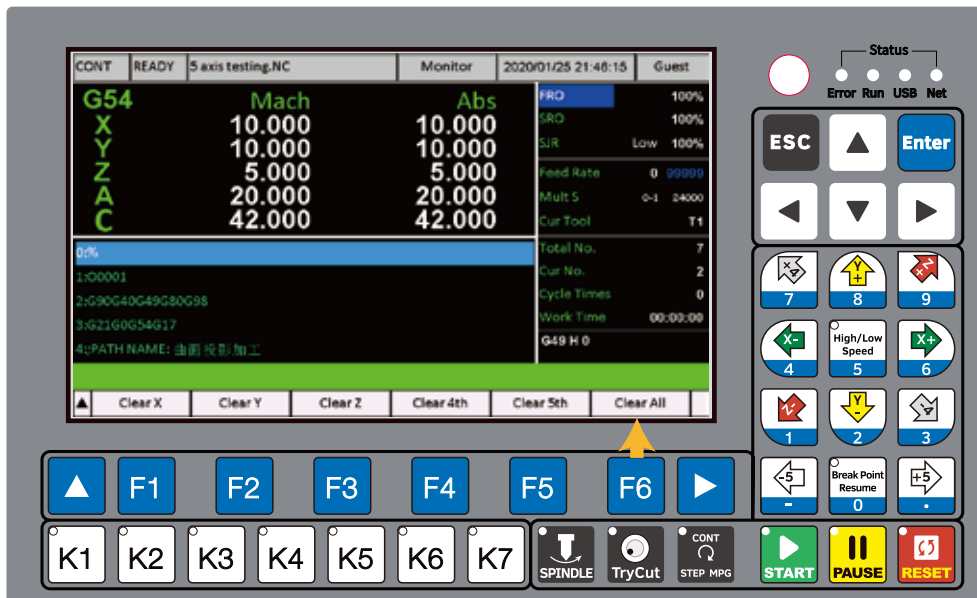 Status
Error Run USB Net
CONT READY 5 axis testing.NC Monitor 2020/01/25 21:46:15 Guest
G54 Mach Abs
X 10.000 10.000
Y 10.000 10.000
Z 5.000 5.000
A 20.000 20.000
C 42.000 42.000
FRO 100%
SRO 100%
SJR Low 100%
Feed Rate 0 99999
Mult S 0-1 24000
Cur Tool T1
Total No. 7
Cur No. 2
Cycle Times 0
Work Time 00:00:00
G49 H 0
0:%
1:O0001
2:G90G40G49G80G98
3:G21G0G54G17
4:;PATH NAME: 曲面投影加工
Clear X Clear Y Clear Z Clear 4th Clear 5th Clear All
ESC Enter
7 Y+ 8 Z+ 9
X- 4 High/Low Speed 5 X+ 6
Z- 1 Y- 2 3
-5 - Break Point Resume 0 +5 .
F1 F2 F3 F4 F5 F6
K1 K2 K3 K4 K5 K6 K7
SPINDLE TryCut CONT STEP MPG START PAUSE RESET